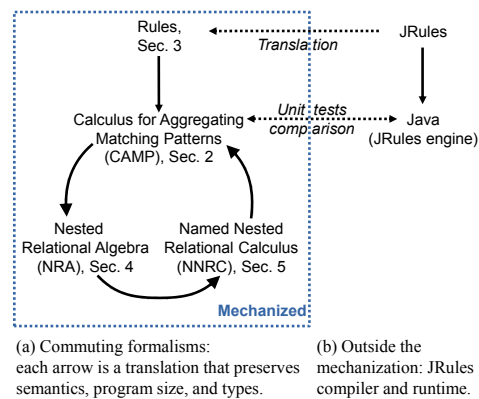 Rules,
Sec. 3
Translation
JRules
Calculus for Aggregating
Matching Patterns
(CAMP), Sec. 2
Unit tests
comparison
Java
(JRules engine)
Nested
Relational Algebra
(NRA), Sec. 4
Named Nested
Relational Calculus
(NNRC), Sec. 5
Mechanized
(a) Commuting formalisms:
each arrow is a translation that preserves
semantics, program size, and types.
(b) Outside the
mechanization: JRules
compiler and runtime.